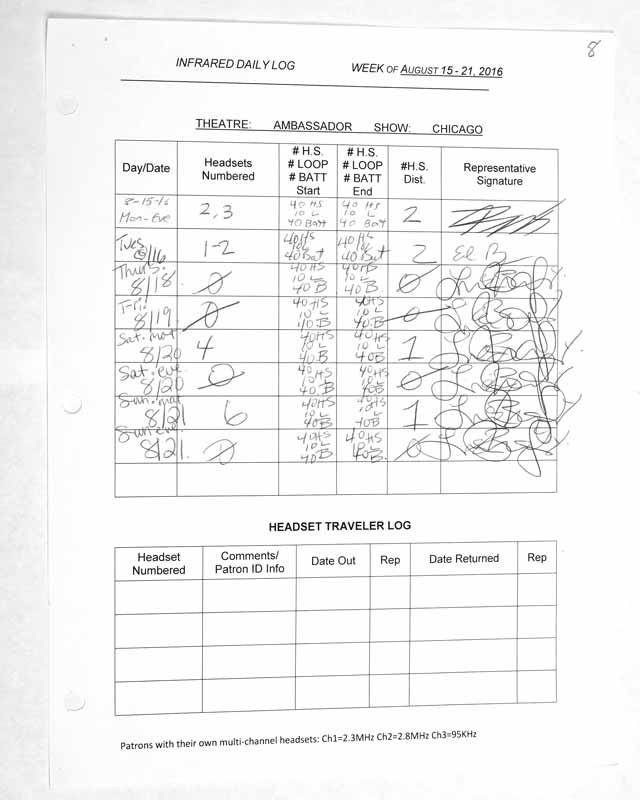 8
INFRARED DAILY LOG WEEK OF AUGUST 15 - 21, 2016
THEATRE: AMBASSADOR SHOW: CHICAGO
Day/Date Headsets Numbered # H.S. # LOOP # BATT Start # H.S. # LOOP # BATT End #H.S. Dist. Representative Signature
8-15-16 Mon-Eve 2,3 40 HS 10 L 40 Batt 40 HS 10 L 40 Batt 2
Tues 8/16 1-2 40HS 10L 40Bat 40HS 10L 40Bat 2 El B
Thurs. 8/18. 0 40HS 10L 40B 40HS 10L 40B. 0
Fri. 8/19. 0 40HS 10L 40B 40HS 10L 40B 0
Sat. mat 8/20 4 40HS 10L 40B 40HS 10L 40B 1
Sat. eve 8/20 0 40HS 10L 40B 40HS 10L 40B 0
Sun. mat 8/21 6 40HS 10L 40B 40HS 10L 40B 1
Sun eve 8/21. 0 40HS 10L 40B 40HS 10L 40B 0
HEADSET TRAVELER LOG
Headset Numbered Comments/ Patron ID Info Date Out Rep Date Returned Rep
Patrons with their own multi-channel headsets: Ch1=2.3MHz Ch2=2.8MHz Ch3=95KHz